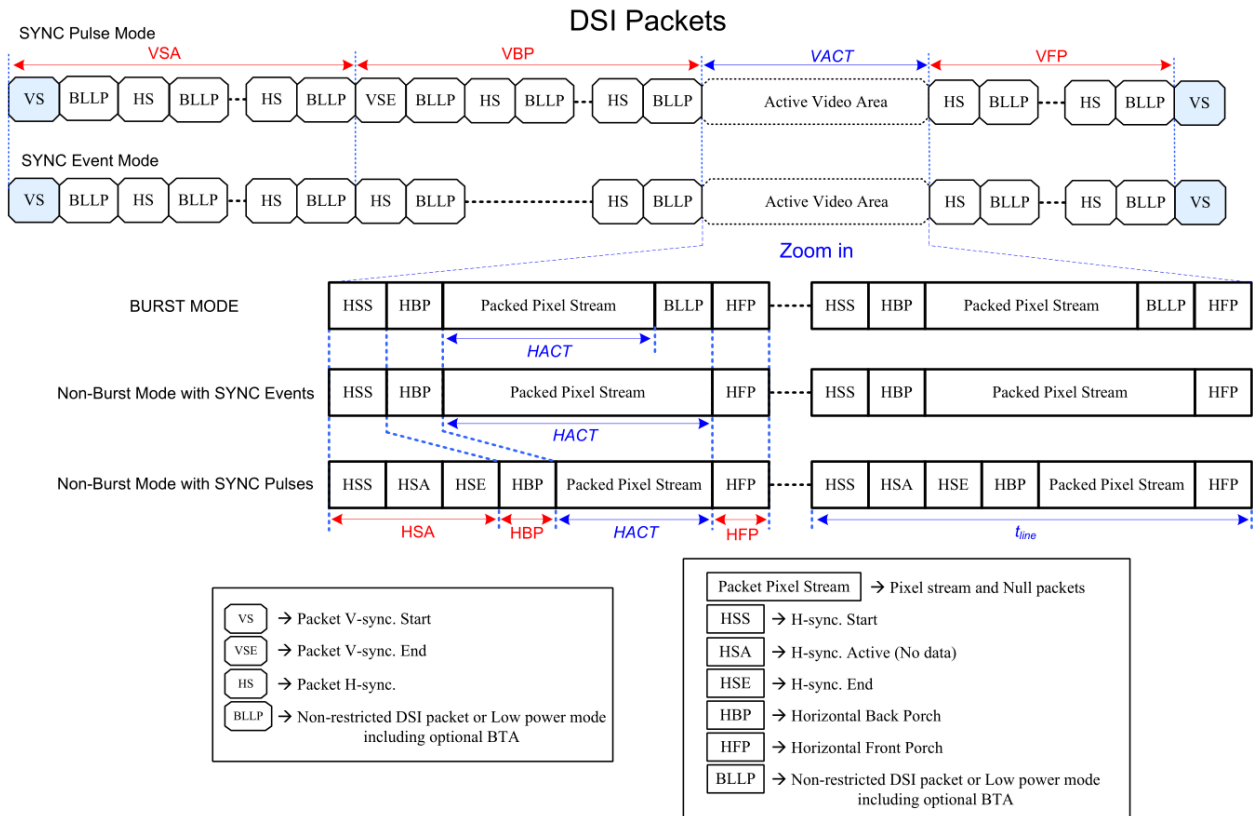 DSI Packets
SYNC Pulse Mode
VSA VBP VACT VFP
VS BLLP HS BLLP HS BLLP VSE BLLP HS BLLP HS BLLP Active Video Area HS BLLP HS BLLP VS
SYNC Event Mode
VS BLLP HS BLLP HS BLLP HS BLLP HS BLLP Active Video Area HS BLLP HS BLLP VS
Zoom in
BURST MODE HSS HBP Packed Pixel Stream BLLP HFP HSS HBP Packed Pixel Stream BLLP HFP
HACT
Non-Burst Mode with SYNC Events HSS HBP Packed Pixel Stream HFP HSS HBP Packed Pixel Stream HFP
HACT
Non-Burst Mode with SYNC Pulses HSS HSA HSE HBP Packed Pixel Stream HFP HSS HSA HSE HBP Packed Pixel Stream HFP
HSA HBP HACT HFP tline
VS → Packet V-sync. Start
VSE → Packet V-sync. End
HS → Packet H-sync.
BLLP → Non-restricted DSI packet or Low power mode
including optional BTA
Packet Pixel Stream → Pixel stream and Null packets
HSS → H-sync. Start
HSA → H-sync. Active (No data)
HSE → H-sync. End
HBP → Horizontal Back Porch
HFP → Horizontal Front Porch
BLLP → Non-restricted DSI packet or Low power mode
including optional BTA